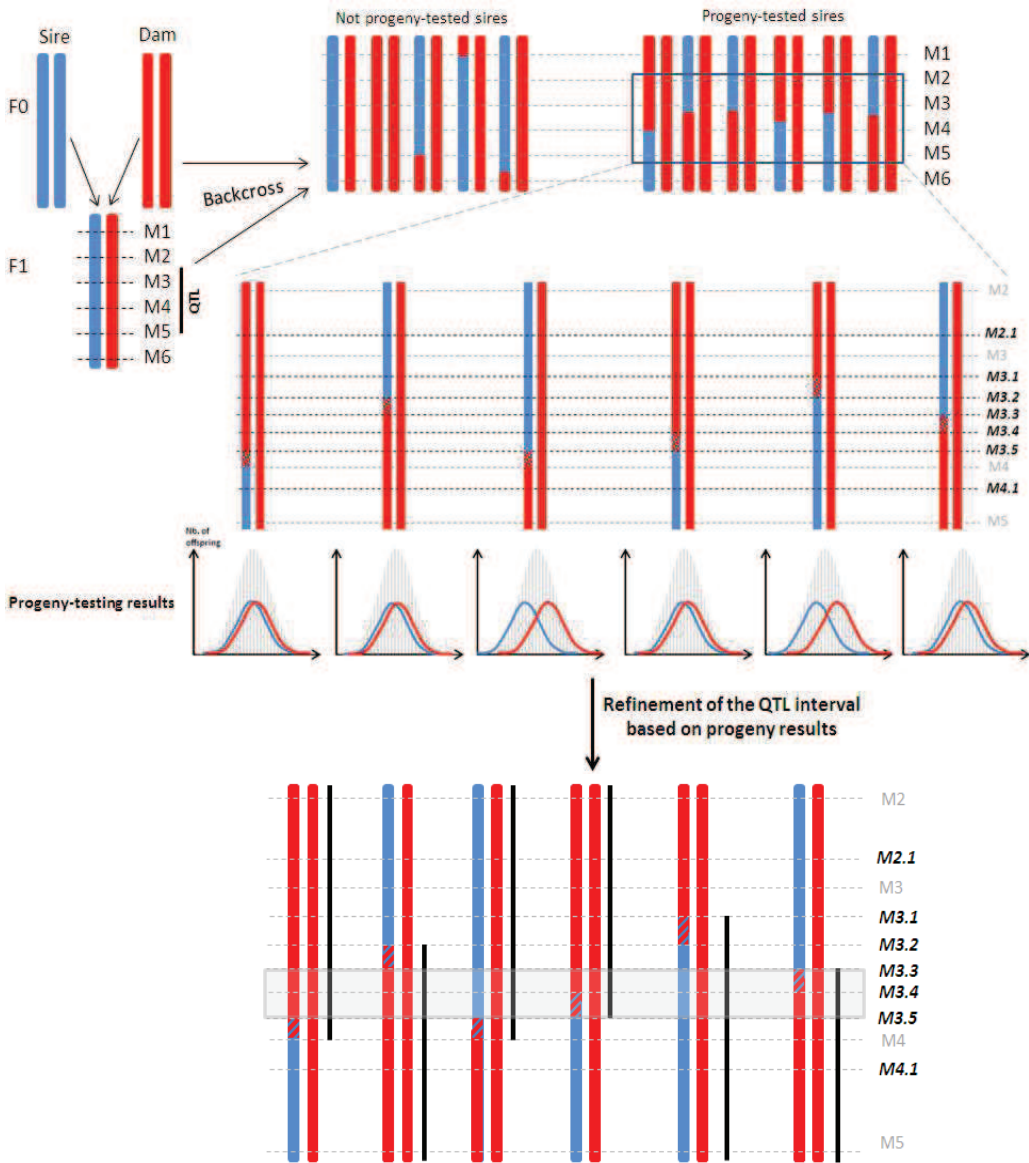 Not progeny-tested sires
Progeny-tested sires
Sire
Dam
F0
M1
M2
M3
M4
M5
M6
Backcross
F1
M1
M2
M3
M4
M5
M6
QTL
M2
M2.1
M3
M3.1
M3.2
M3.3
M3.4
M3.5
M4
M4.1
M5
Nb. of
offspring
Progeny-testing results
Refinement of the QTL interval
based on progeny results
M2
M2.1
M3
M3.1
M3.2
M3.3
M3.4
M3.5
M4
M4.1
M5